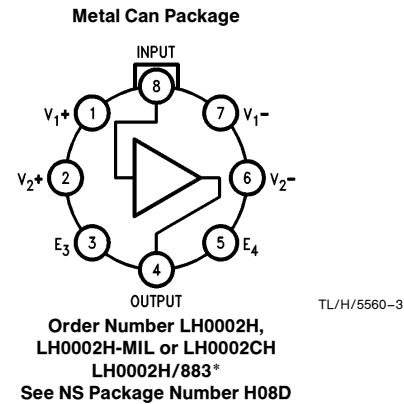 Metal Can Package
INPUT
8
V1+ 1 7 V1−
V2+ 2 6 V2−
E3 3 5 E4
4
OUTPUT
TL/H/5560–3
Order Number LH0002H,
LH0002H-MIL or LH0002CH
LH0002H/883*
See NS Package Number H08D